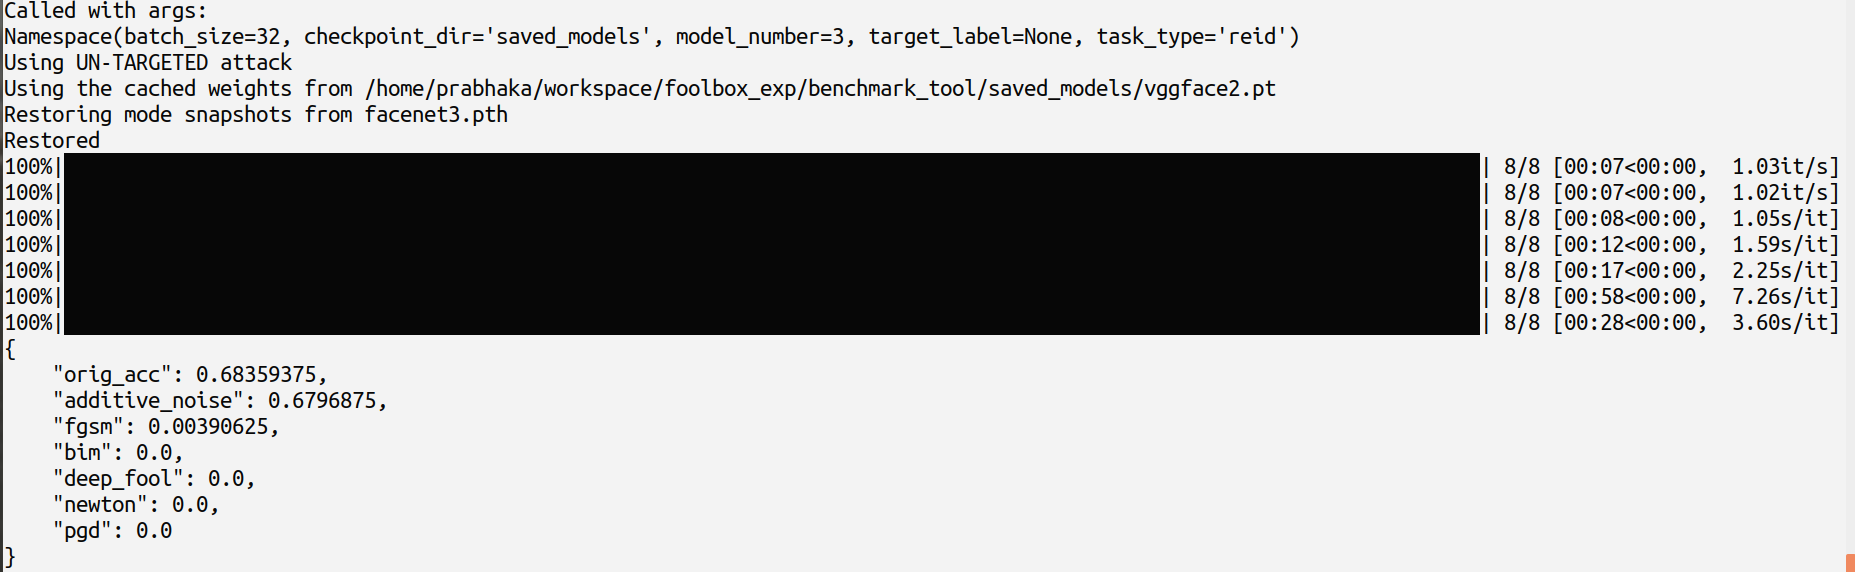 Called with args:
Namespace(batch_size=32, checkpoint_dir='saved_models', model_number=3, target_label=None, task_type='reid')
Using UN-TARGETED attack
Using the cached weights from /home/prabhaka/workspace/foolbox_exp/benchmark_tool/saved_models/vggface2.pt
Restoring mode snapshots from facenet3.pth
Restored
100%| | 8/8 [00:07<00:00,  1.03it/s]
100%| | 8/8 [00:07<00:00,  1.02it/s]
100%| | 8/8 [00:08<00:00,  1.05s/it]
100%| | 8/8 [00:12<00:00,  1.59s/it]
100%| | 8/8 [00:17<00:00,  2.25s/it]
100%| | 8/8 [00:58<00:00,  7.26s/it]
100%| | 8/8 [00:28<00:00,  3.60s/it]
{
    "orig_acc": 0.68359375,
    "additive_noise": 0.6796875,
    "fgsm": 0.00390625,
    "bim": 0.0,
    "deep_fool": 0.0,
    "newton": 0.0,
    "pgd": 0.0
}